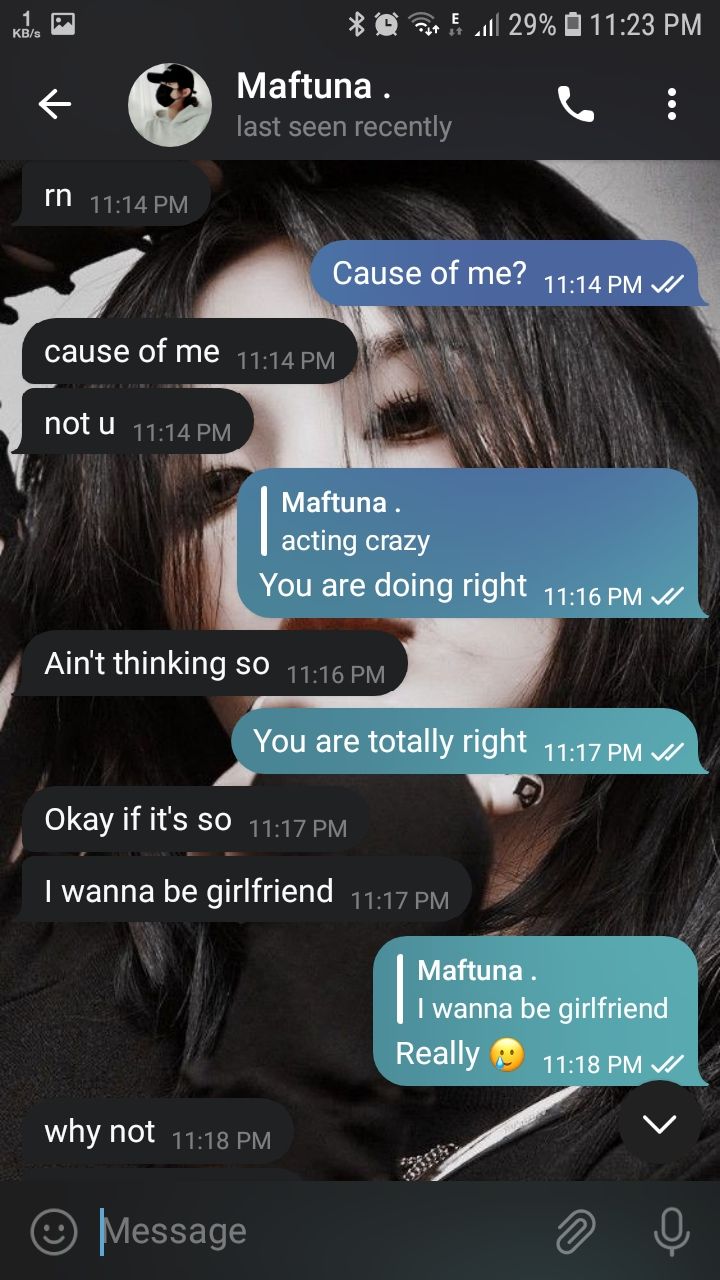 1
KB/s
E
29%
11:23 PM
Maftuna .
last seen recently
rn 11:14 PM
Cause of me? 11:14 PM
cause of me 11:14 PM
not u 11:14 PM
Maftuna .
acting crazy
You are doing right 11:16 PM
Ain't thinking so 11:16 PM
You are totally right 11:17 PM
Okay if it's so 11:17 PM
I wanna be girlfriend 11:17 PM
Maftuna .
I wanna be girlfriend
Really 🥲 11:18 PM
why not 11:18 PM
Message